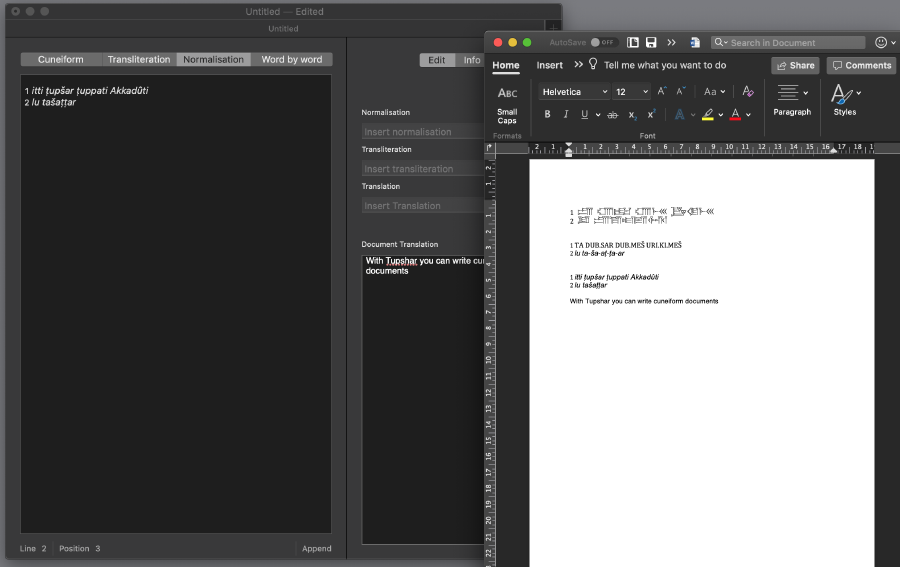 Untitled — Edited
Untitled
Cuneiform Transliteration Normalisation Word by word
1 itti ṭupšar ṭuppati Akkadûti
2 lu tašaṭṭar
Edit Info
Normalisation
Insert normalisation
Transliteration
Insert transliteration
Translation
Insert Translation
Document Translation
With Tupshar you can write cu
documents
Line 2 Position 3 Append
AutoSave OFF
Search in Document
Home Insert Tell me what you want to do Share Comments
ABC
Small
Caps
Formats
Helvetica 12
Aa
B I U ab X₂ X²
Font
Paragraph
Styles
2 1 1 2 3 4 5 6 7 8 9 10 11 12 13 14 15 16 17 18
1
2
1 TA DUB.SAR DUB.MEŠ URI.KI.MEŠ
2 lu ta-ša-aṭ-ṭa-ar
1 itti ṭupšar ṭuppati Akkadûti
2 lu tašaṭṭar
With Tupshar you can write cuneiform documents